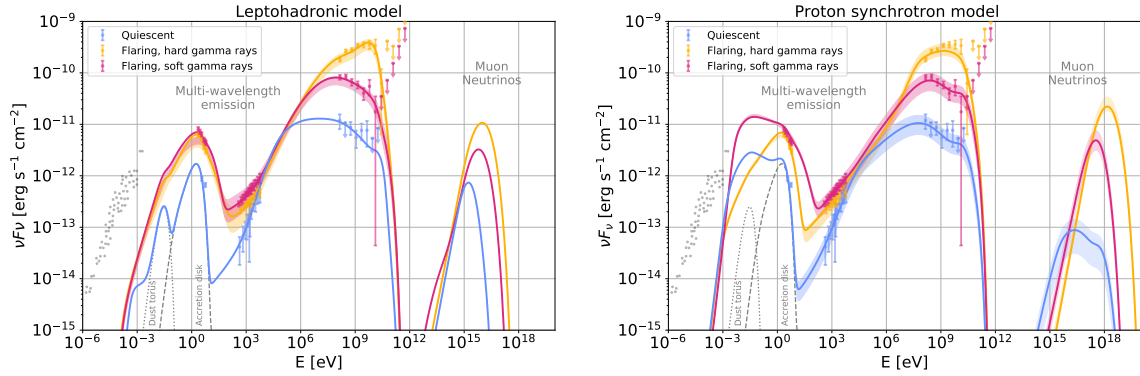 Leptohadronic model
10⁻⁹
10⁻¹⁰
10⁻¹¹
10⁻¹²
10⁻¹³
10⁻¹⁴
10⁻¹⁵
νFν [erg s⁻¹ cm⁻²]
Quiescent
Flaring, hard gamma rays
Flaring, soft gamma rays
Multi-wavelength
emission
Muon
Neutrinos
Dust torus
Accretion disk
10⁻⁶
10⁻³
10⁰
10³
10⁶
10⁹
10¹²
10¹⁵
10¹⁸
E [eV]
Proton synchrotron model
10⁻⁹
10⁻¹⁰
10⁻¹¹
10⁻¹²
10⁻¹³
10⁻¹⁴
10⁻¹⁵
νFᵥ [erg s⁻¹ cm⁻²]
Quiescent
Flaring, hard gamma rays
Flaring, soft gamma rays
Multi-wavelength
emission
Muon
Neutrinos
Dust torus
Accretion disk
10⁻⁶
10⁻³
10⁰
10³
10⁶
10⁹
10¹²
10¹⁵
10¹⁸
E [eV]